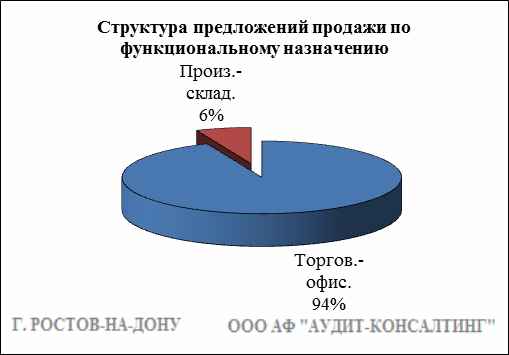 Структура предложений продажи по
функциональному назначению
Произ.-
склад.
6%
Торгов.-
офис.
94%
Г. РОСТОВ-НА-ДОНУ ООО АФ "АУДИТ-КОНСАЛТИНГ"